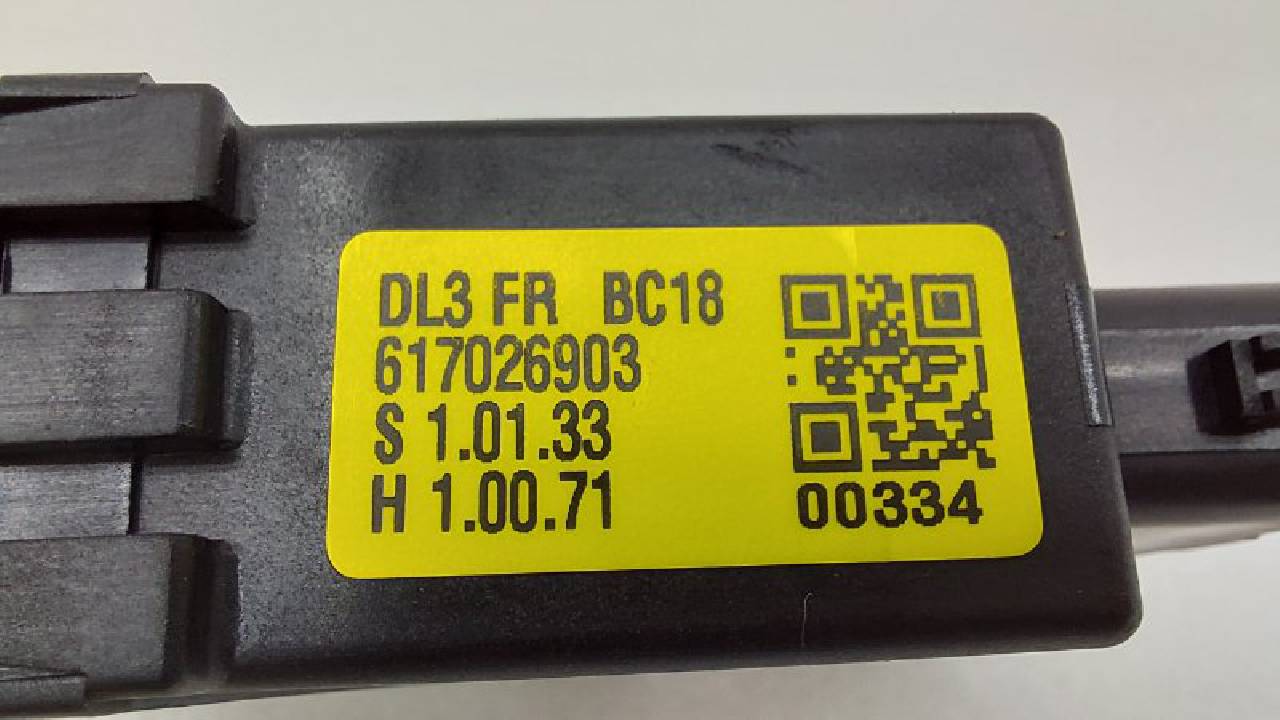 DL3 FR BC18
617026903
S 1.01.33
H 1.00.71
00334